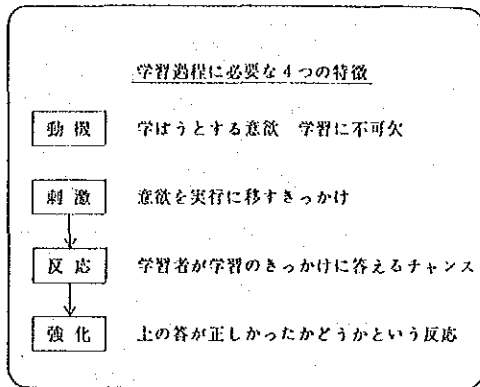 学習過程に必要な4つの特徴
動機 学ぼうとする意欲 学習に不可欠
刺激 意欲を実行に移すきっかけ
反応 学習者が学習のきっかけに答えるチャンス
強化 上の答が正しかったかどうかという反応